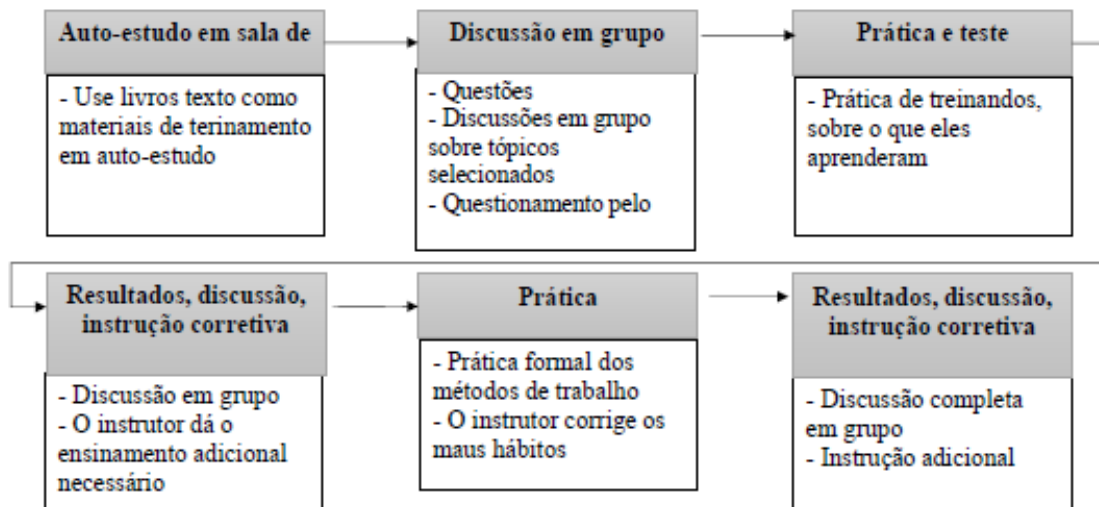 Auto-estudo em sala de
- Use livros texto como
materiais de terinamento
em auto-estudo
Discussão em grupo
- Questões
- Discussões em grupo
sobre tópicos
selecionados
- Questionamento pelo
Prática e teste
- Prática de treinandos,
sobre o que eles
aprenderam
Resultados, discussão,
instrução corretiva
- Discussão em grupo
- O instrutor dá o
ensinamento adicional
necessário
Prática
- Prática formal dos
métodos de trabalho
- O instrutor corrige os
maus hábitos
Resultados, discussão,
instrução corretiva
- Discussão completa
em grupo
- Instrução adicional